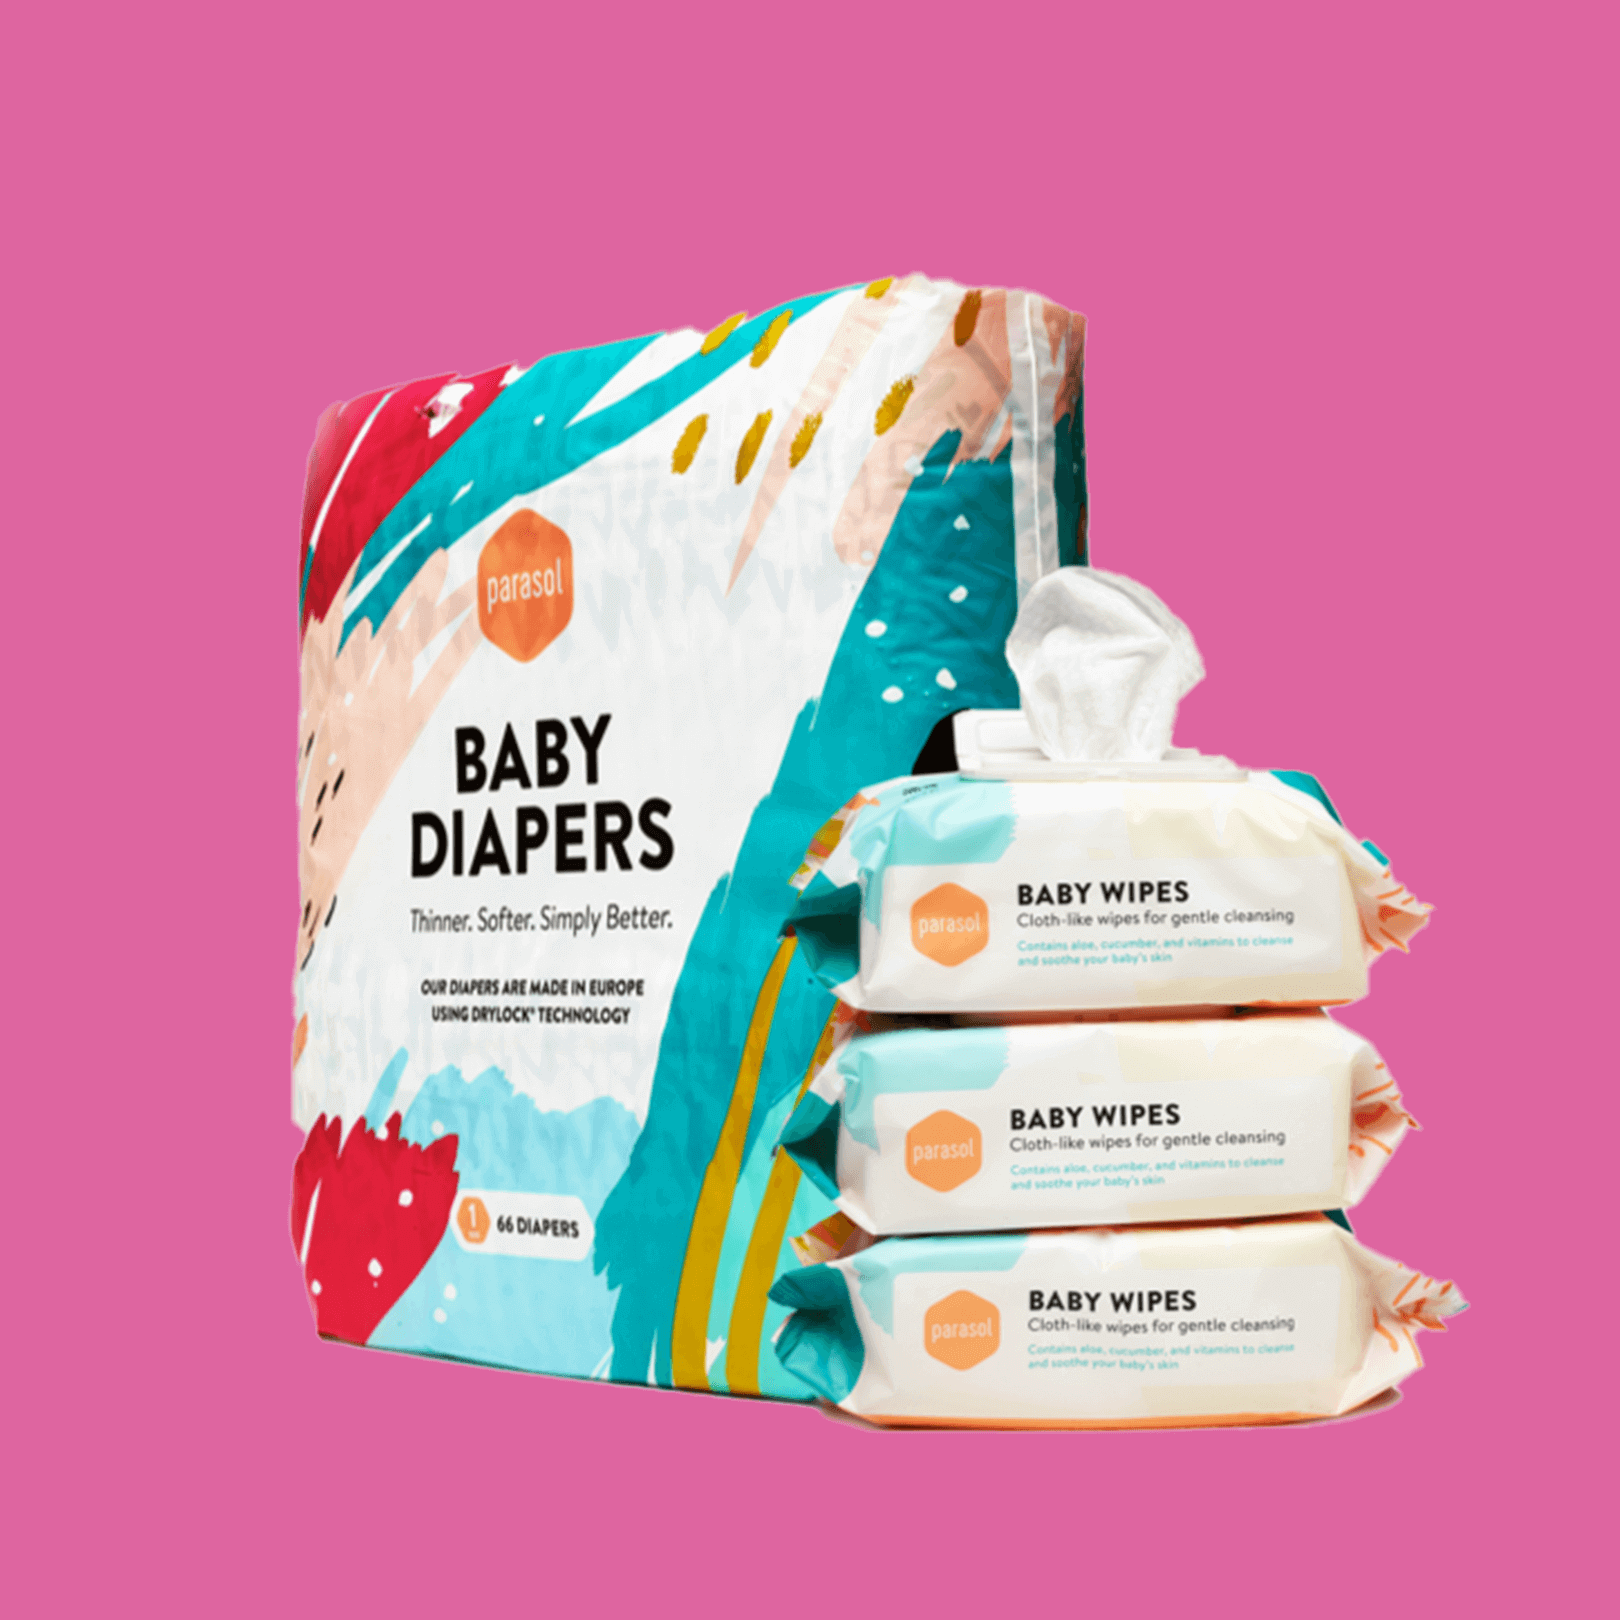 parasol
BABY
DIAPERS
Thinner. Softer. Simply Better.
OUR DIAPERS ARE MADE IN EUROPE
USING DRYLOCK® TECHNOLOGY
1
66 DIAPERS
parasol
BABY WIPES
Cloth-like wipes for gentle cleansing
Contains aloe, cucumber, and vitamins to cleanse
and soothe your baby's skin
parasol
BABY WIPES
Cloth-like wipes for gentle cleansing
Contains aloe, cucumber, and vitamins to cleanse
and soothe your baby's skin
parasol
BABY WIPES
Cloth-like wipes for gentle cleansing
Contains aloe, cucumber, and vitamins to cleanse
and soothe your baby's skin